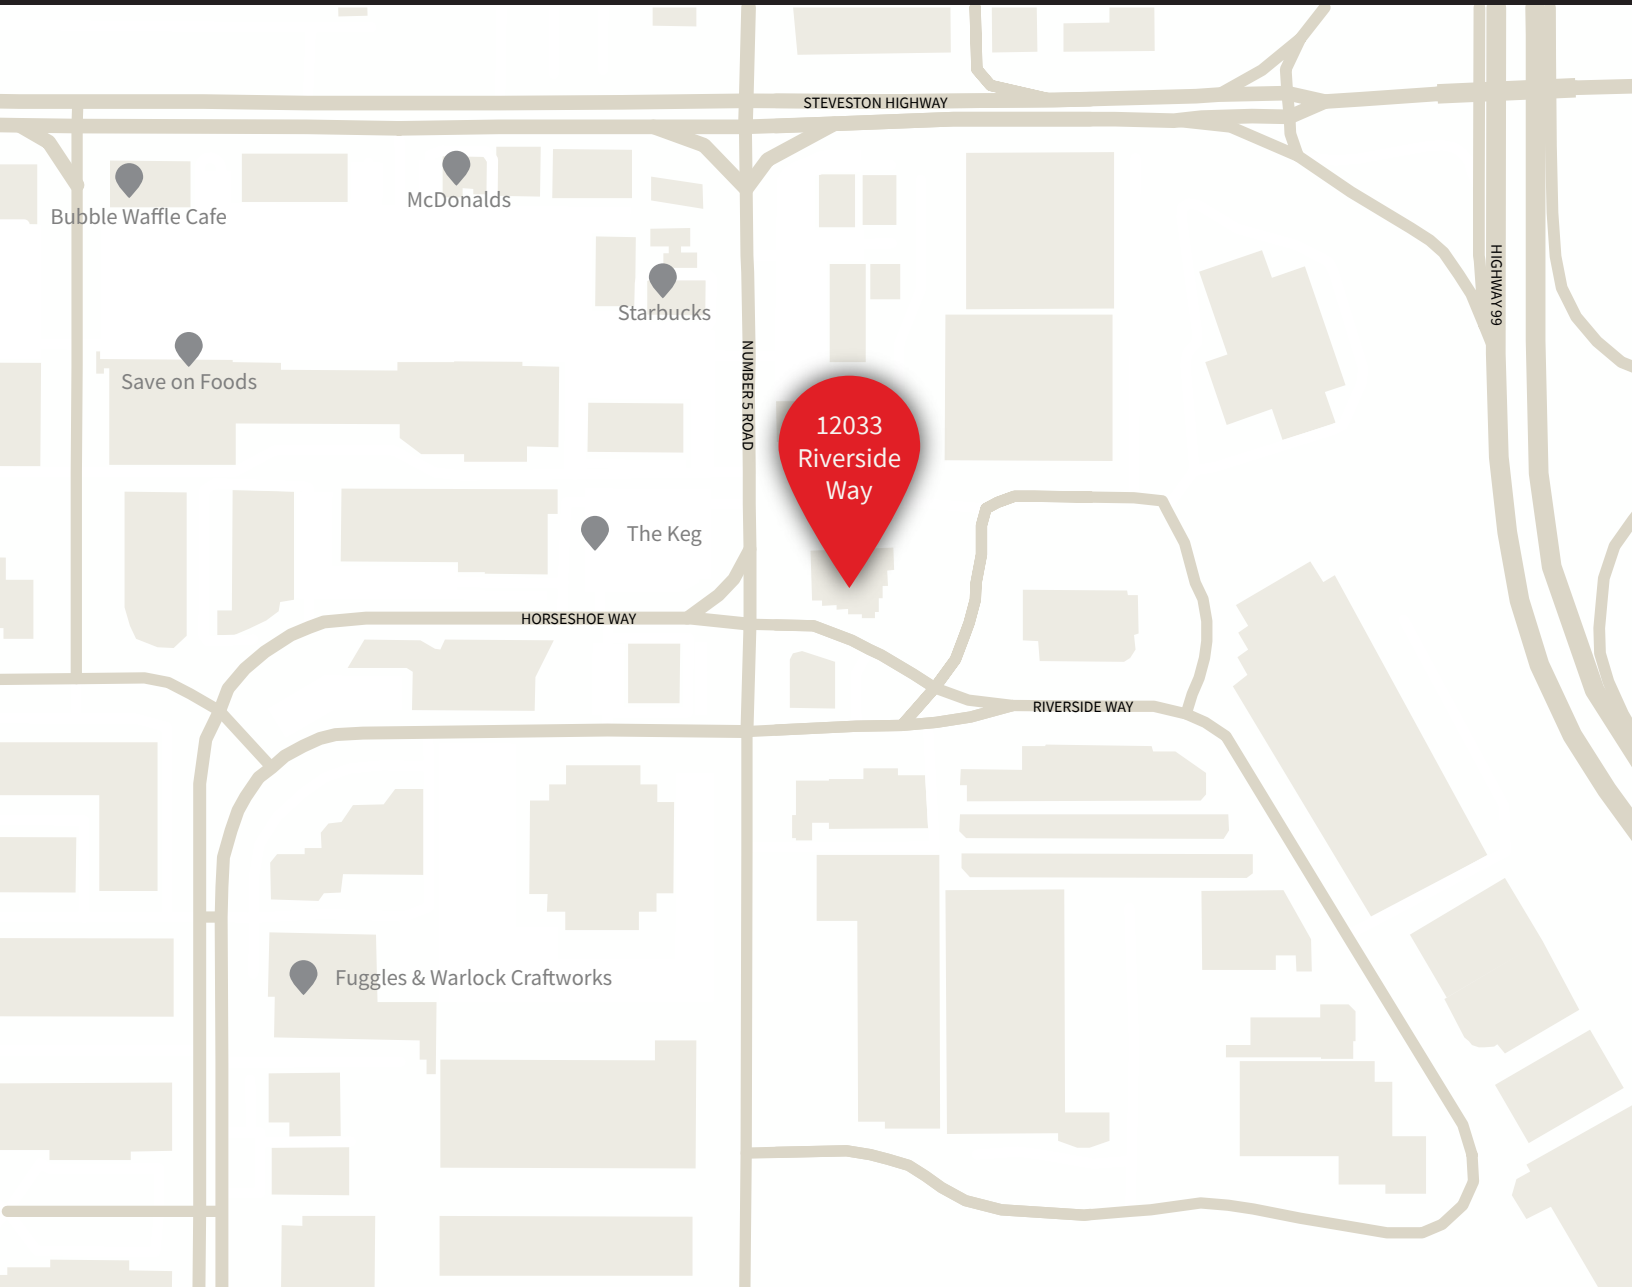 STEVESTON HIGHWAY
McDonalds
Bubble Waffle Cafe
HIGHWAY 99
Starbucks
Save on Foods
NUMBER 5 ROAD
12033
Riverside
Way
The Keg
HORSESHOE WAY
RIVERSIDE WAY
Fuggles & Warlock Craftworks